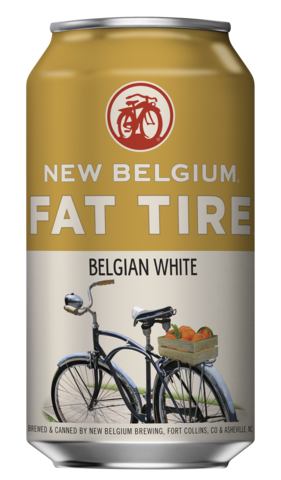 NEW BELGIUM.
FAT TIRE
BELGIAN WHITE
BREWED & CANNED BY NEW BELGIUM BREWING, FORT COLLINS, CO & ASHEVILLE, NC